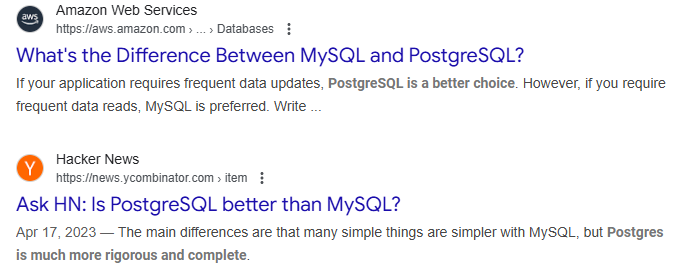 aws
Amazon Web Services
https://aws.amazon.com › ... › Databases
What's the Difference Between MySQL and PostgreSQL?
If your application requires frequent data updates, PostgreSQL is a better choice. However, if you require
frequent data reads, MySQL is preferred. Write ...
Y
Hacker News
https://news.ycombinator.com › item
Ask HN: Is PostgreSQL better than MySQL?
Apr 17, 2023 — The main differences are that many simple things are simpler with MySQL, but Postgres
is much more rigorous and complete.